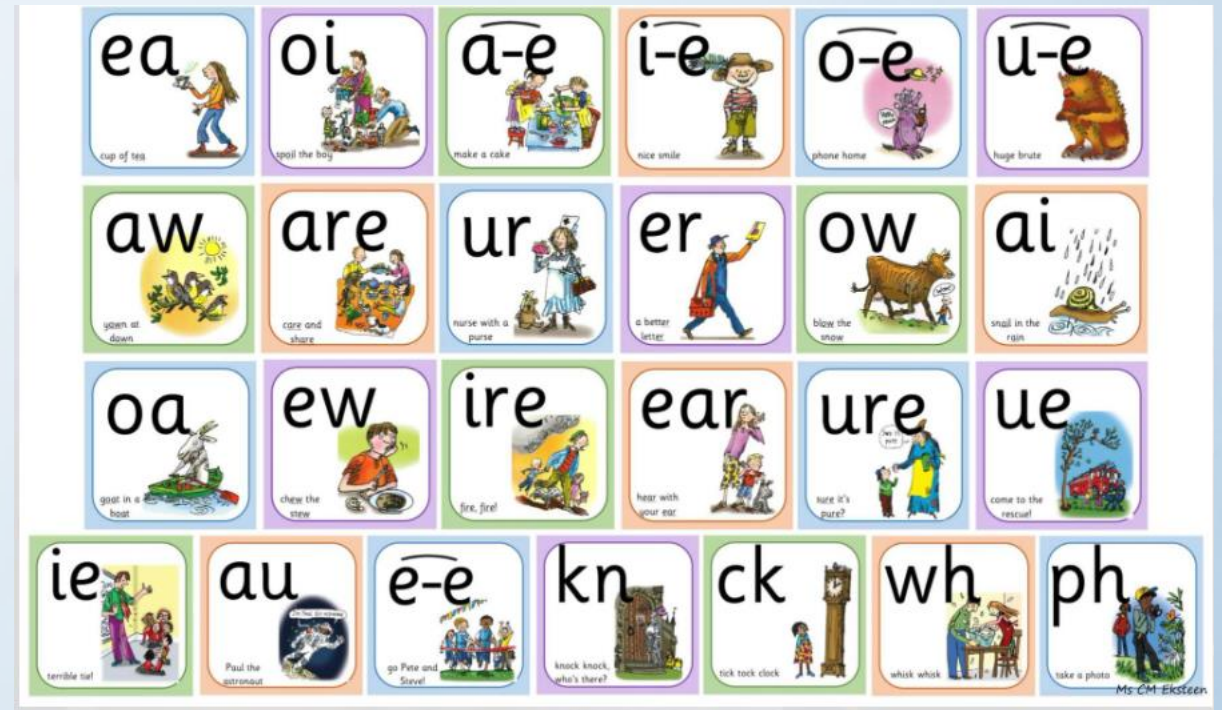 ea
cup of tea
oi
spoil the boy
a-e
make a cake
i-e
nice smile
o-e
phone home
u-e
huge brute
aw
yawn at
dawn
are
care and
share
ur
nurse with a
purse
er
a better
letter
ow
blow the
snow
ai
snail in the
rain
oa
goat in a
boat
ew
chew the
stew
ire
fire, fire!
ear
hear with
your ear
ure
sure it's
pure?
ue
come to the
rescue!
ie
terrible tie!
au
Paul the
astronaut
e-e
go Pete and
Steve!
kn
knock knock,
who's there?
ck
tick tock clock
wh
whisk whisk
ph
take a photo
Ms CM Eksteen